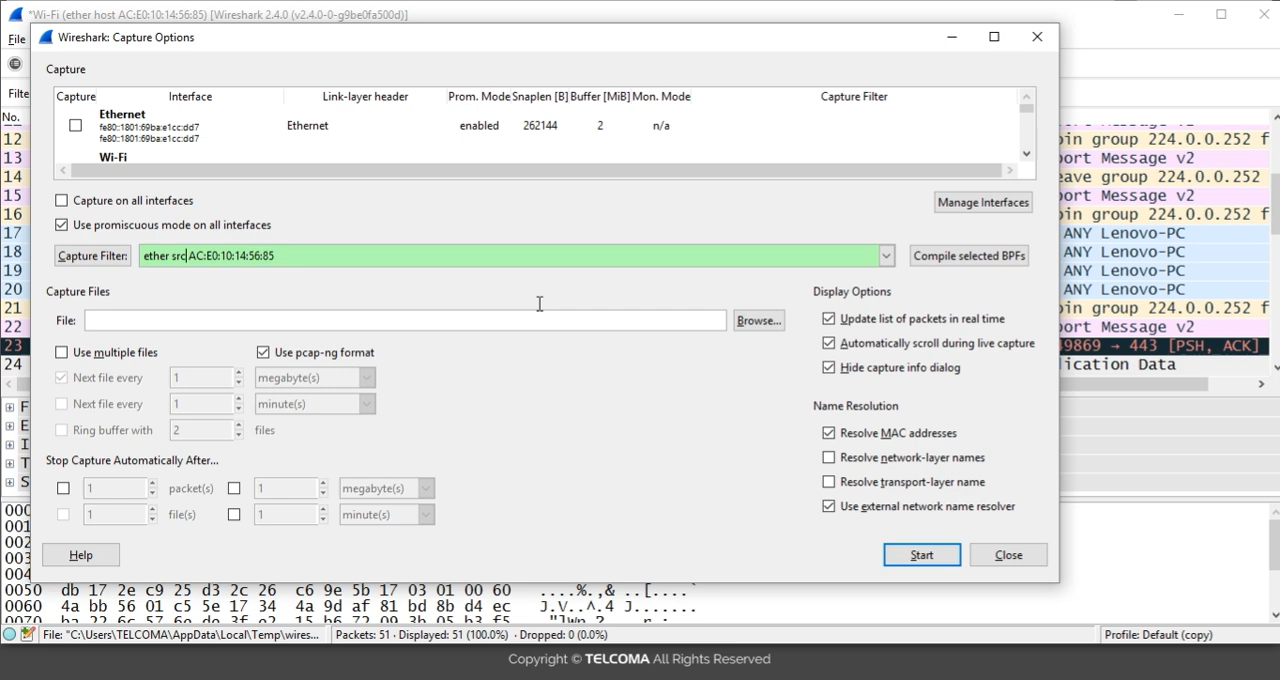 *Wi-Fi (ether host AC:E0:10:14:56:85) [Wireshark 2.4.0 (v2.4.0-0-g9be0fa500d)]
File
Wireshark: Capture Options
Capture
Filte
No.
Capture Interface Link-layer header Prom. Mode Snaplen [B] Buffer [MiB] Mon. Mode Capture Filter
Ethernet
fe80::1801:69ba:e1cc:dd7
fe80::1801:69ba:e1cc:dd7
Ethernet enabled 262144 2 n/a
Wi-Fi
12 oin group 224.0.0.252 f
13 ort Message v2
14 eave group 224.0.0.252
15 ort Message v2
16 oin group 224.0.0.252 f
17 ANY Lenovo-PC
18 ANY Lenovo-PC
19 ANY Lenovo-PC
20 ANY Lenovo-PC
21 oin group 224.0.0.252 f
22 ort Message v2
23 9869 → 443 [PSH, ACK]
24 ication Data
Capture on all interfaces
Manage Interfaces
Use promiscuous mode on all interfaces
Capture Filter: ether src AC:E0:10:14:56:85 Compile selected BPFs
Capture Files
File: Browse...
Use multiple files Use pcap-ng format
Next file every 1 megabyte(s)
Next file every 1 minute(s)
Ring buffer with 2 files
Stop Capture Automatically After...
1 packet(s) 1 megabyte(s)
1 file(s) 1 minute(s)
Display Options
Update list of packets in real time
Automatically scroll during live capture
Hide capture info dialog
Name Resolution
Resolve MAC addresses
Resolve network-layer names
Resolve transport-layer name
Use external network name resolver
Help Start Close
F
E
I
T
S
000
001
002
003
004
0050 db 17 2e c9 25 d3 2c 26 c6 9e 5b 17 03 01 00 60 ....%.,& ..[....`
0060 4a bb 56 01 c5 5e 17 34 4a 9d af 81 bd 8b d4 ec J.V..^.4 J.......
File: "C:\Users\TELCOMA\AppData\Local\Temp\wires... Packets: 51 · Displayed: 51 (100.0%) · Dropped: 0 (0.0%) Profile: Default (copy)
Copyright © TELCOMA All Rights Reserved